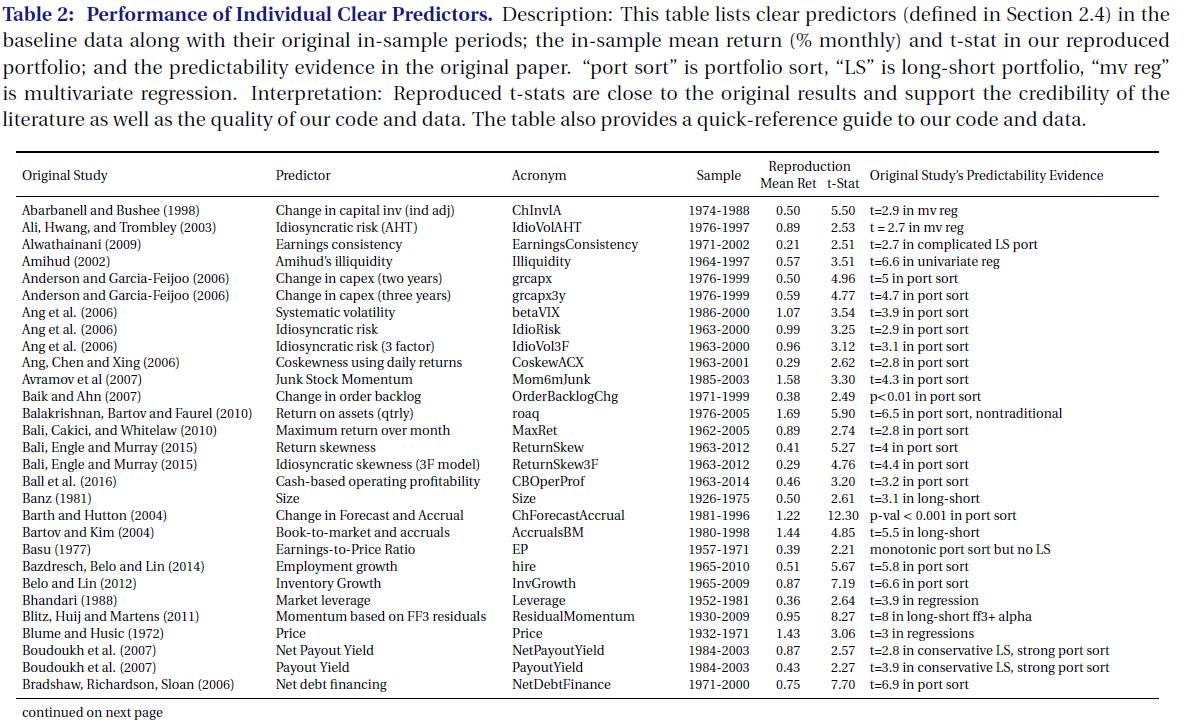 Table 2: Performance of Individual Clear Predictors. Description: This table lists clear predictors (defined in Section 2.4) in the
baseline data along with their original in-sample periods; the in-sample mean return (% monthly) and t-stat in our reproduced
portfolio; and the predictability evidence in the original paper. “port sort” is portfolio sort, “LS” is long-short portfolio, “mv reg”
is multivariate regression. Interpretation: Reproduced t-stats are close to the original results and support the credibility of the
literature as well as the quality of our code and data. The table also provides a quick-reference guide to our code and data.
Reproduction
Original Study Predictor Acronym Sample Mean Ret t-Stat Original Study’s Predictability Evidence
Abarbanell and Bushee (1998) Change in capital inv (ind adj) ChInvIA 1974-1988 0.50 5.50 t=2.9 in mv reg
Ali, Hwang, and Trombley (2003) Idiosyncratic risk (AHT) IdioVolAHT 1976-1997 0.89 2.53 t = 2.7 in mv reg
Alwathainani (2009) Earnings consistency EarningsConsistency 1971-2002 0.21 2.51 t=2.7 in complicated LS port
Amihud (2002) Amihud’s illiquidity Illiquidity 1964-1997 0.57 3.51 t=6.6 in univariate reg
Anderson and Garcia-Feijoo (2006) Change in capex (two years) grcapx 1976-1999 0.50 4.96 t=5 in port sort
Anderson and Garcia-Feijoo (2006) Change in capex (three years) grcapx3y 1976-1999 0.59 4.77 t=4.7 in port sort
Ang et al. (2006) Systematic volatility betaVIX 1986-2000 1.07 3.54 t=3.9 in port sort
Ang et al. (2006) Idiosyncratic risk IdioRisk 1963-2000 0.99 3.25 t=2.9 in port sort
Ang et al. (2006) Idiosyncratic risk (3 factor) IdioVol3F 1963-2000 0.96 3.12 t=3.1 in port sort
Ang, Chen and Xing (2006) Coskewness using daily returns CoskewACX 1963-2001 0.29 2.62 t=2.8 in port sort
Avramov et al (2007) Junk Stock Momentum Mom6mJunk 1985-2003 1.58 3.30 t=4.3 in port sort
Baik and Ahn (2007) Change in order backlog OrderBacklogChg 1971-1999 0.38 2.49 p<0.01 in port sort
Balakrishnan, Bartov and Faurel (2010) Return on assets (qtrly) roaq 1976-2005 1.69 5.90 t=6.5 in port sort, nontraditional
Bali, Cakici, and Whitelaw (2010) Maximum return over month MaxRet 1962-2005 0.89 2.74 t=2.8 in port sort
Bali, Engle and Murray (2015) Return skewness ReturnSkew 1963-2012 0.41 5.27 t=4 in port sort
Bali, Engle and Murray (2015) Idiosyncratic skewness (3F model) ReturnSkew3F 1963-2012 0.29 4.76 t=4.4 in port sort
Ball et al. (2016) Cash-based operating profitability CBOperProf 1963-2014 0.46 3.20 t=3.2 in port sort
Banz (1981) Size Size 1926-1975 0.50 2.61 t=3.1 in long-short
Barth and Hutton (2004) Change in Forecast and Accrual ChForecastAccrual 1981-1996 1.22 12.30 p-val < 0.001 in port sort
Bartov and Kim (2004) Book-to-market and accruals AccrualsBM 1980-1998 1.44 4.85 t=5.5 in long-short
Basu (1977) Earnings-to-Price Ratio EP 1957-1971 0.39 2.21 monotonic port sort but no LS
Bazdresch, Belo and Lin (2014) Employment growth hire 1965-2010 0.51 5.67 t=5.8 in port sort
Belo and Lin (2012) Inventory Growth InvGrowth 1965-2009 0.87 7.19 t=6.6 in port sort
Bhandari (1988) Market leverage Leverage 1952-1981 0.36 2.64 t=3.9 in regression
Blitz, Huij and Martens (2011) Momentum based on FF3 residuals ResidualMomentum 1930-2009 0.95 8.27 t=8 in long-short ff3+ alpha
Blume and Husic (1972) Price Price 1932-1971 1.43 3.06 t=3 in regressions
Boudoukh et al. (2007) Net Payout Yield NetPayoutYield 1984-2003 0.87 2.57 t=2.8 in conservative LS, strong port sort
Boudoukh et al. (2007) Payout Yield PayoutYield 1984-2003 0.43 2.27 t=3.9 in conservative LS, strong port sort
Bradshaw, Richardson, Sloan (2006) Net debt financing NetDebtFinance 1971-2000 0.75 7.70 t=6.9 in port sort
continued on next page